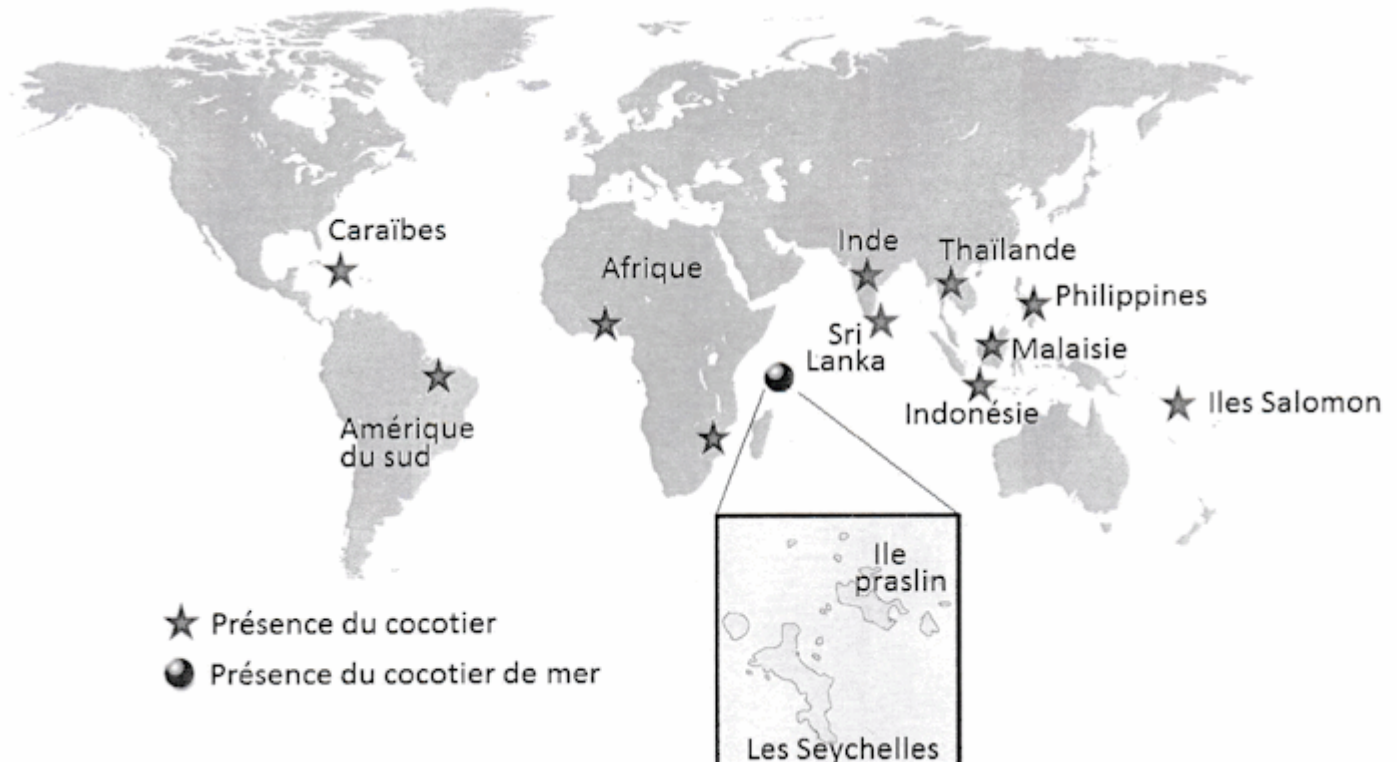 Caraïbes
Afrique
Inde
Thaïlande
Philippines
Sri
Lanka
Malaisie
Indonésie
Iles Salomon
Amérique
du sud
Ile
praslin
Les Seychelles
Présence du cocotier
Présence du cocotier de mer